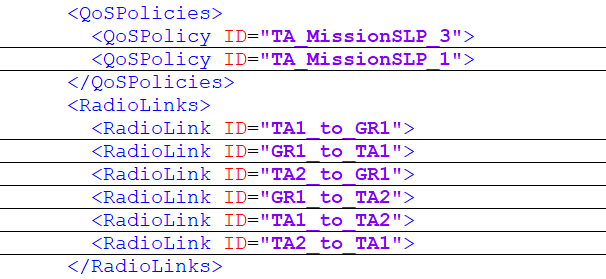 <QoSPolicies>
<QoSPolicy ID="TA_MissionSLP_3">
<QoSPolicy ID="TA_MissionSLP_1">
</QoSPolicies>
<RadioLinks>
<RadioLink ID="TA1_to_GR1">
<RadioLink ID="GR1_to_TA1">
<RadioLink ID="TA2_to_GR1">
<RadioLink ID="GR1_to_TA2">
<RadioLink ID="TA1_to_TA2">
<RadioLink ID="TA2_to_TA1">
</RadioLinks>